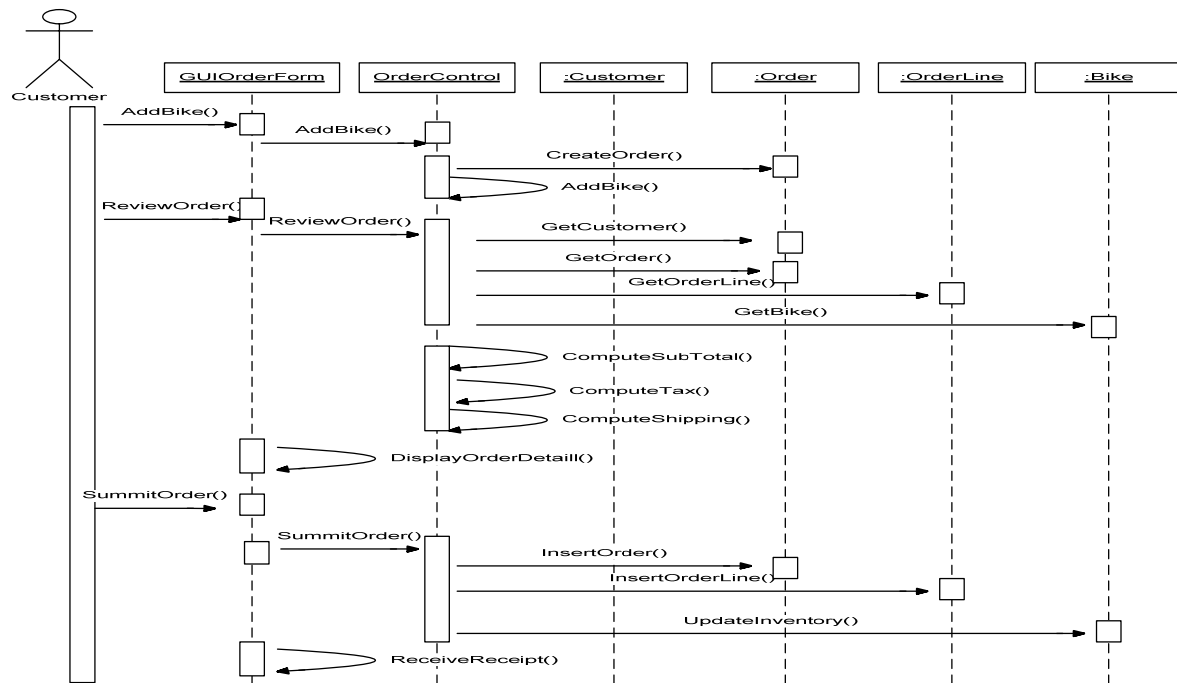 GUIOrderForm
OrderControl
:Customer
:Order
:OrderLine
:Bike
Customer
AddBike()
AddBike()
CreateOrder()
AddBike()
ReviewOrder()
ReviewOrder()
GetCustomer()
GetOrder()
GetOrderLine()
GetBike()
ComputeSubTotal()
ComputeTax()
ComputeShipping()
DisplayOrderDetaill()
SummitOrder()
SummitOrder()
InsertOrder()
InsertOrderLine()
UpdateInventory()
ReceiveReceipt()